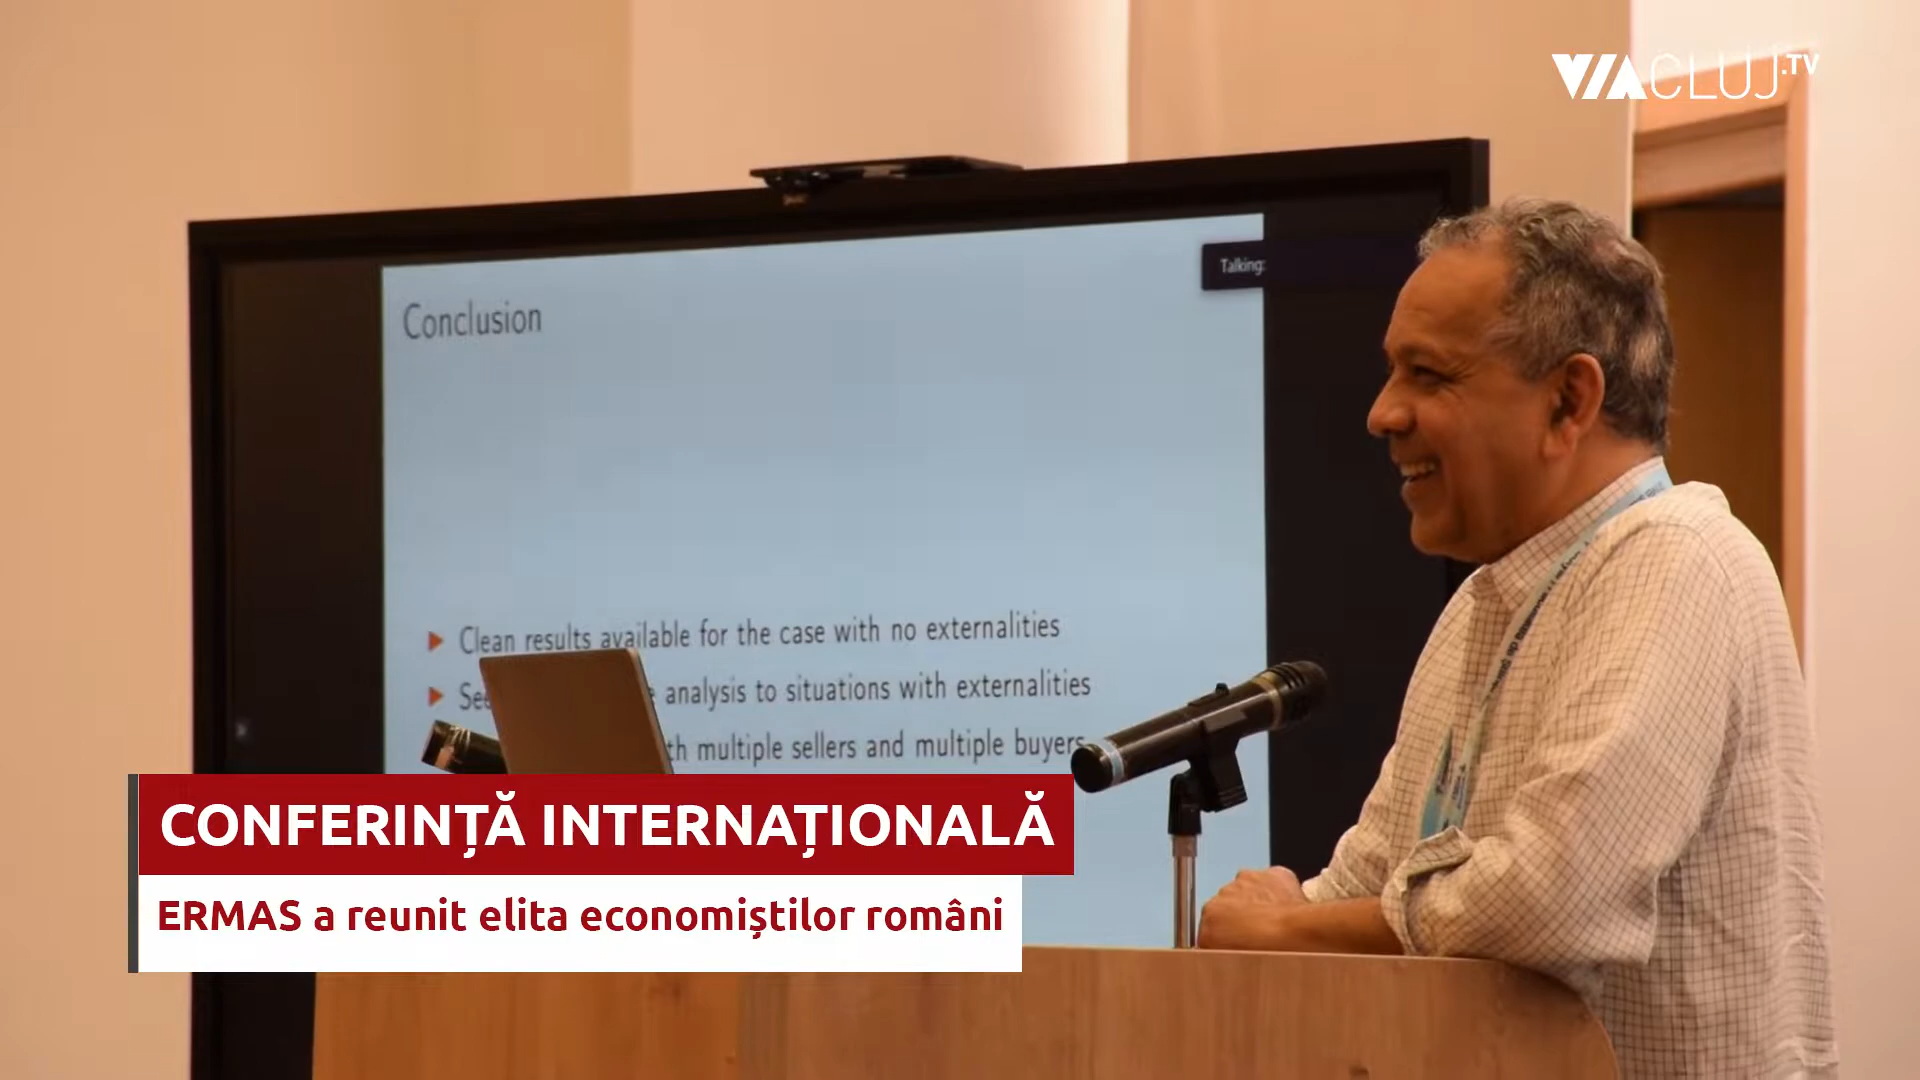 VIACLUJ.TV
Talking:
Conclusion
Clean results available for the case with no externalities
analysis to situations with externalities
multiple sellers and multiple buyers
CONFERINȚĂ INTERNAȚIONALĂ
ERMAS a reunit elita economiștilor români